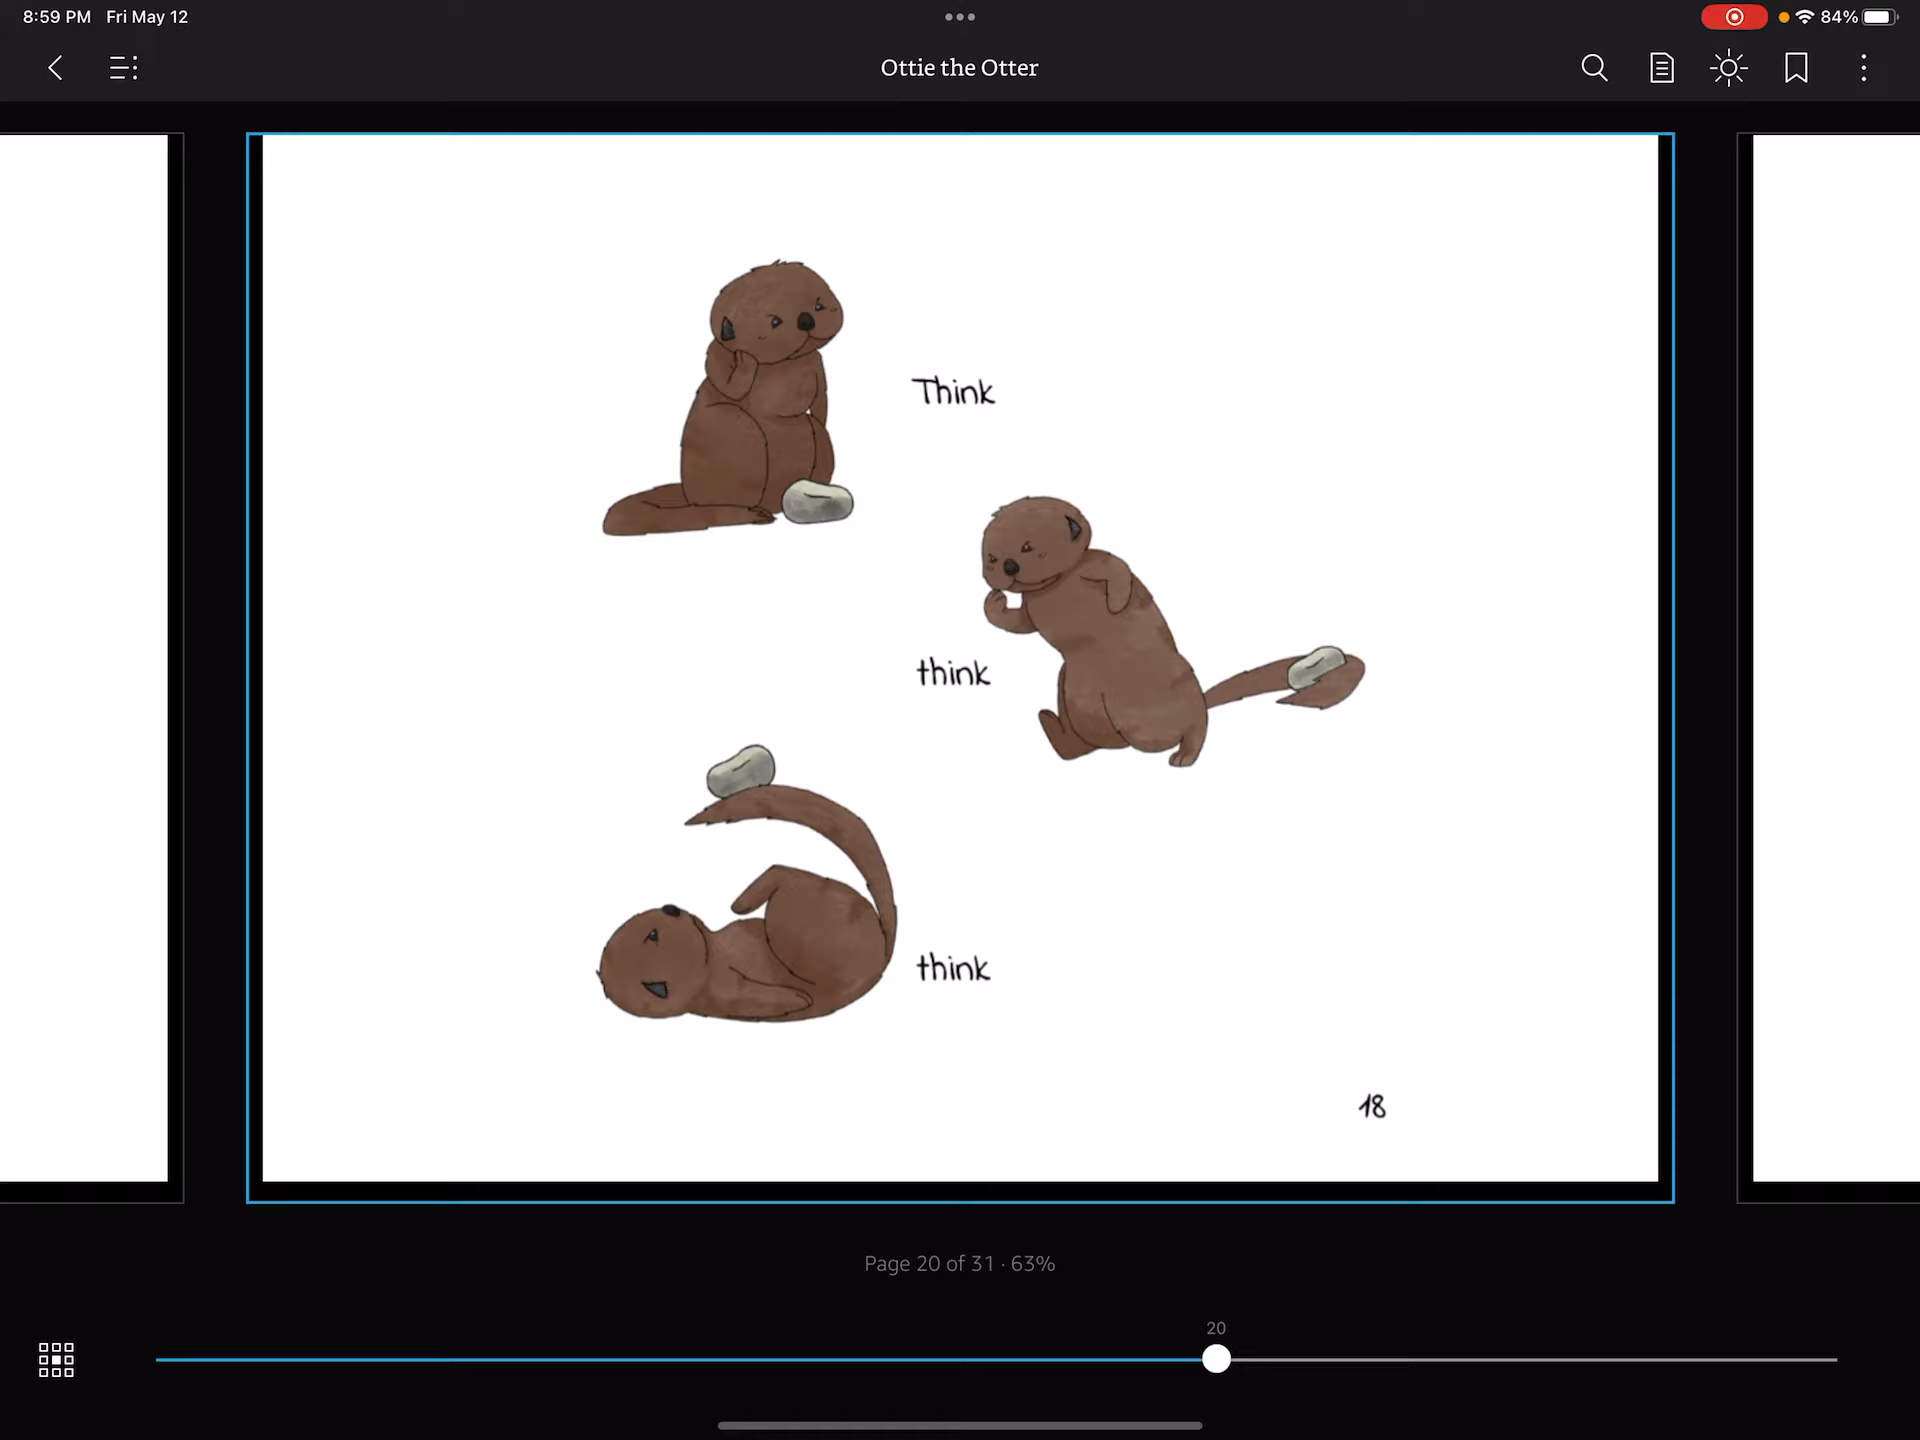 8:59 PM Fri May 12
84%
Ottie the Otter
Think
think
think
18
Page 20 of 31 · 63%
20